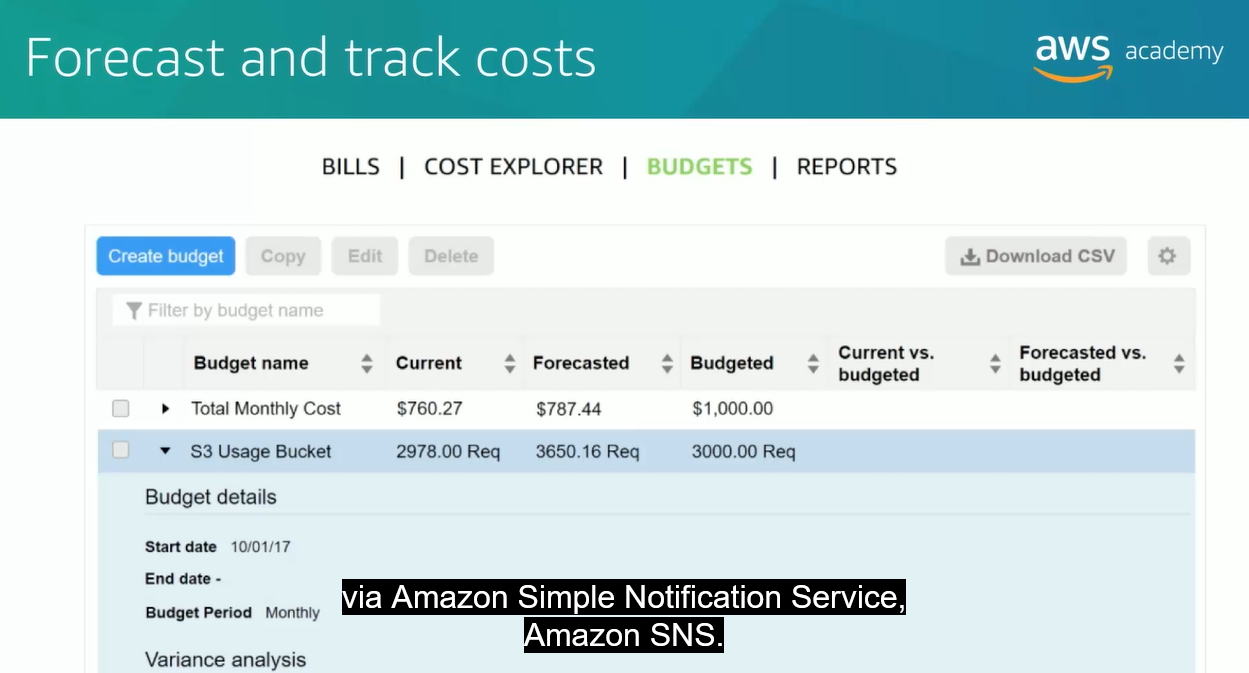 Forecast and track costs
aws academy
BILLS | COST EXPLORER | BUDGETS | REPORTS
Create budget Copy Edit Delete Download CSV
Filter by budget name
Budget name Current Forecasted Budgeted Current vs. budgeted Forecasted vs. budgeted
Total Monthly Cost $760.27 $787.44 $1,000.00
S3 Usage Bucket 2978.00 Req 3650.16 Req 3000.00 Req
Budget details
Start date 10/01/17
End date -
Budget Period Monthly
via Amazon Simple Notification Service,
Amazon SNS.
Variance analysis